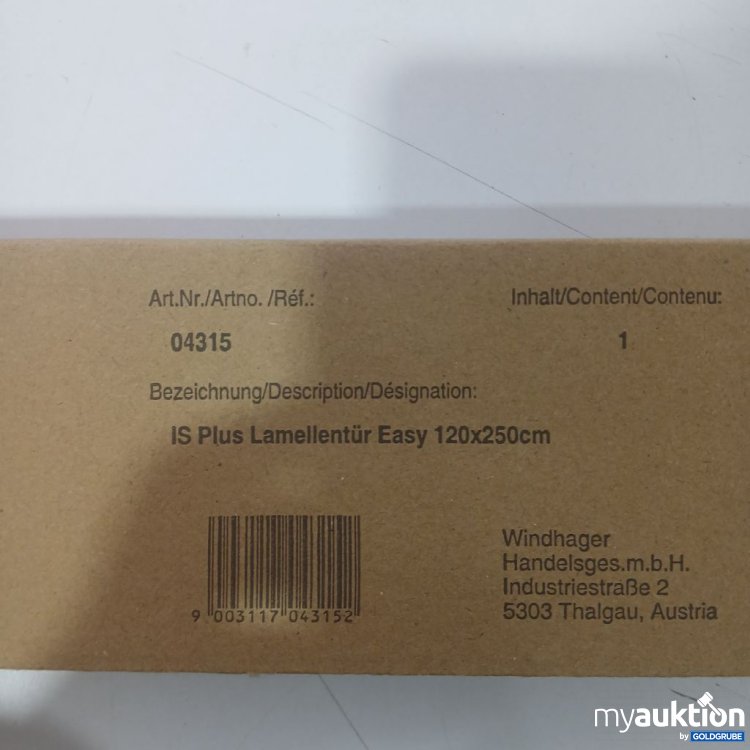 Art.Nr./Artno. /Réf.:
Inhalt/Content/Contenu:
04315
1
Bezeichnung/Description/Désignation:
IS Plus Lamellentür Easy 120x250cm
9 003117 043152
Windhager
Handelsges.m.b.H.
Industriestraße 2
5303 Thalgau, Austria
myauktion
by GOLDGRUBE